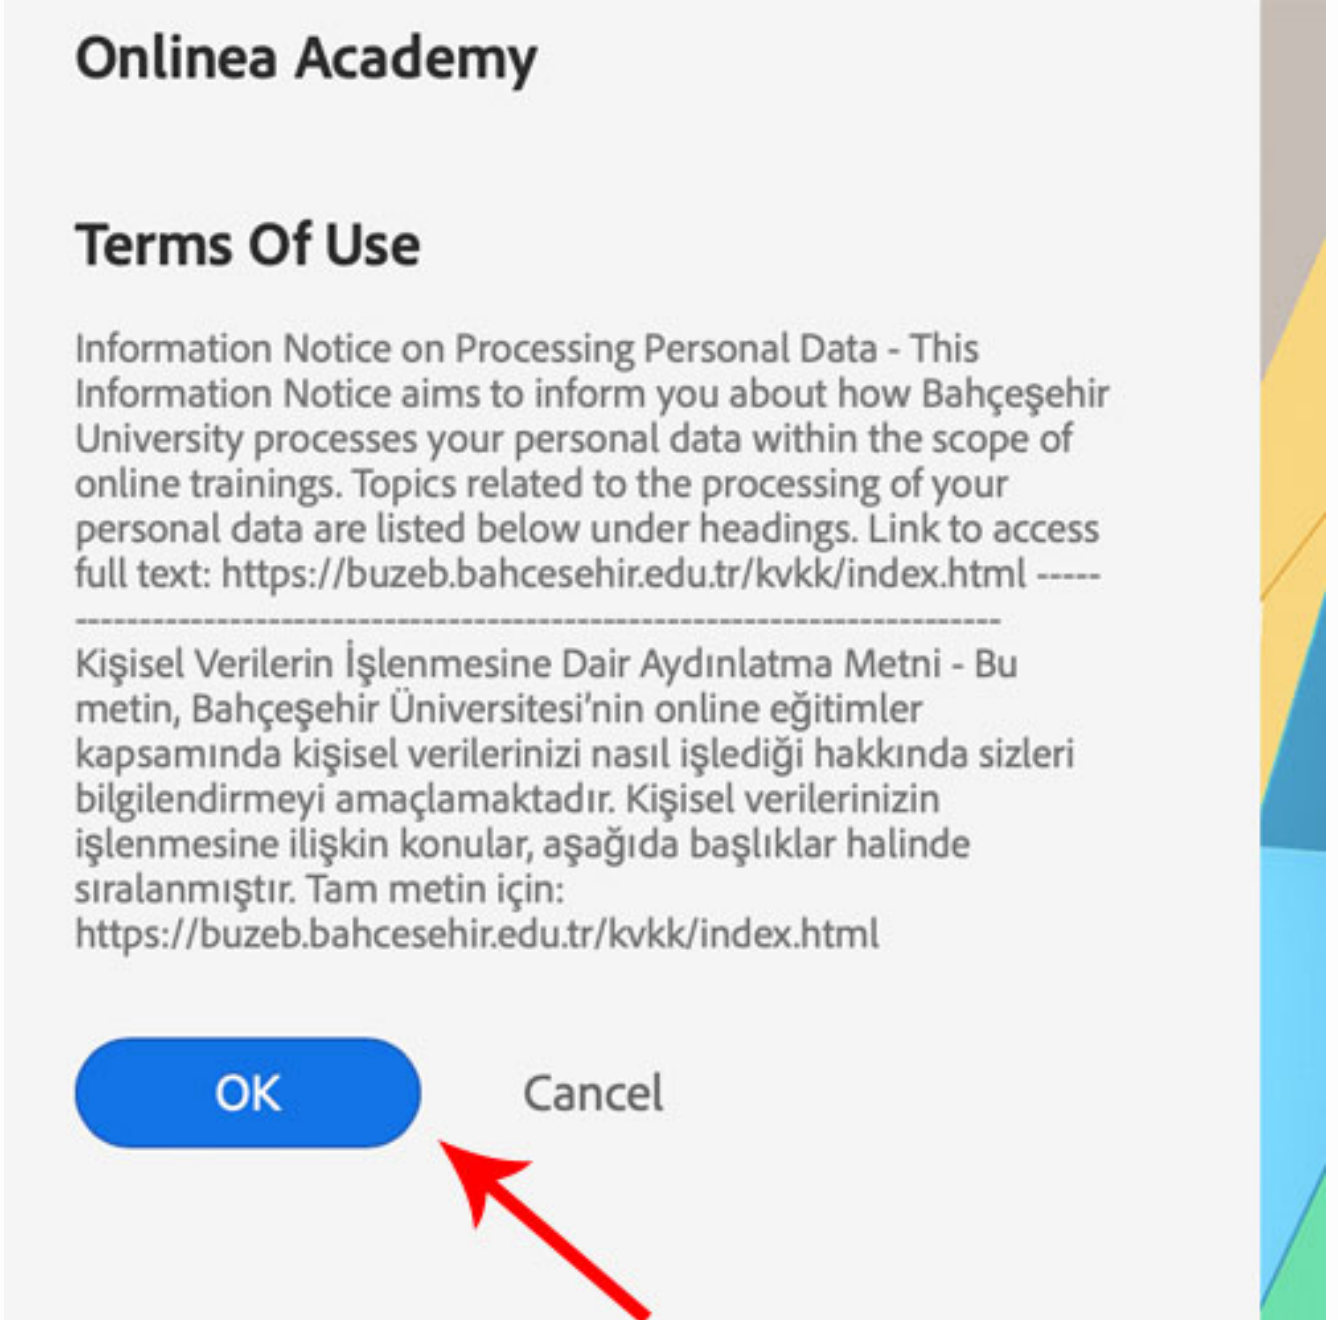 Onlinea Academy
Terms Of Use
Information Notice on Processing Personal Data - This
Information Notice aims to inform you about how Bahçeşehir
University processes your personal data within the scope of
online trainings. Topics related to the processing of your
personal data are listed below under headings. Link to access
full text: https://buzeb.bahcesehir.edu.tr/kvkk/index.html -----
------------------------------------------------------------------------
Kişisel Verilerin İşlenmesine Dair Aydınlatma Metni - Bu
metin, Bahçeşehir Üniversitesi'nin online eğitimler
kapsamında kişisel verilerinizi nasıl işlediği hakkında sizleri
bilgilendirmeyi amaçlamaktadır. Kişisel verilerinizin
işlenmesine ilişkin konular, aşağıda başlıklar halinde
sıralanmıştır. Tam metin için:
https://buzeb.bahcesehir.edu.tr/kvkk/index.html
OK Cancel